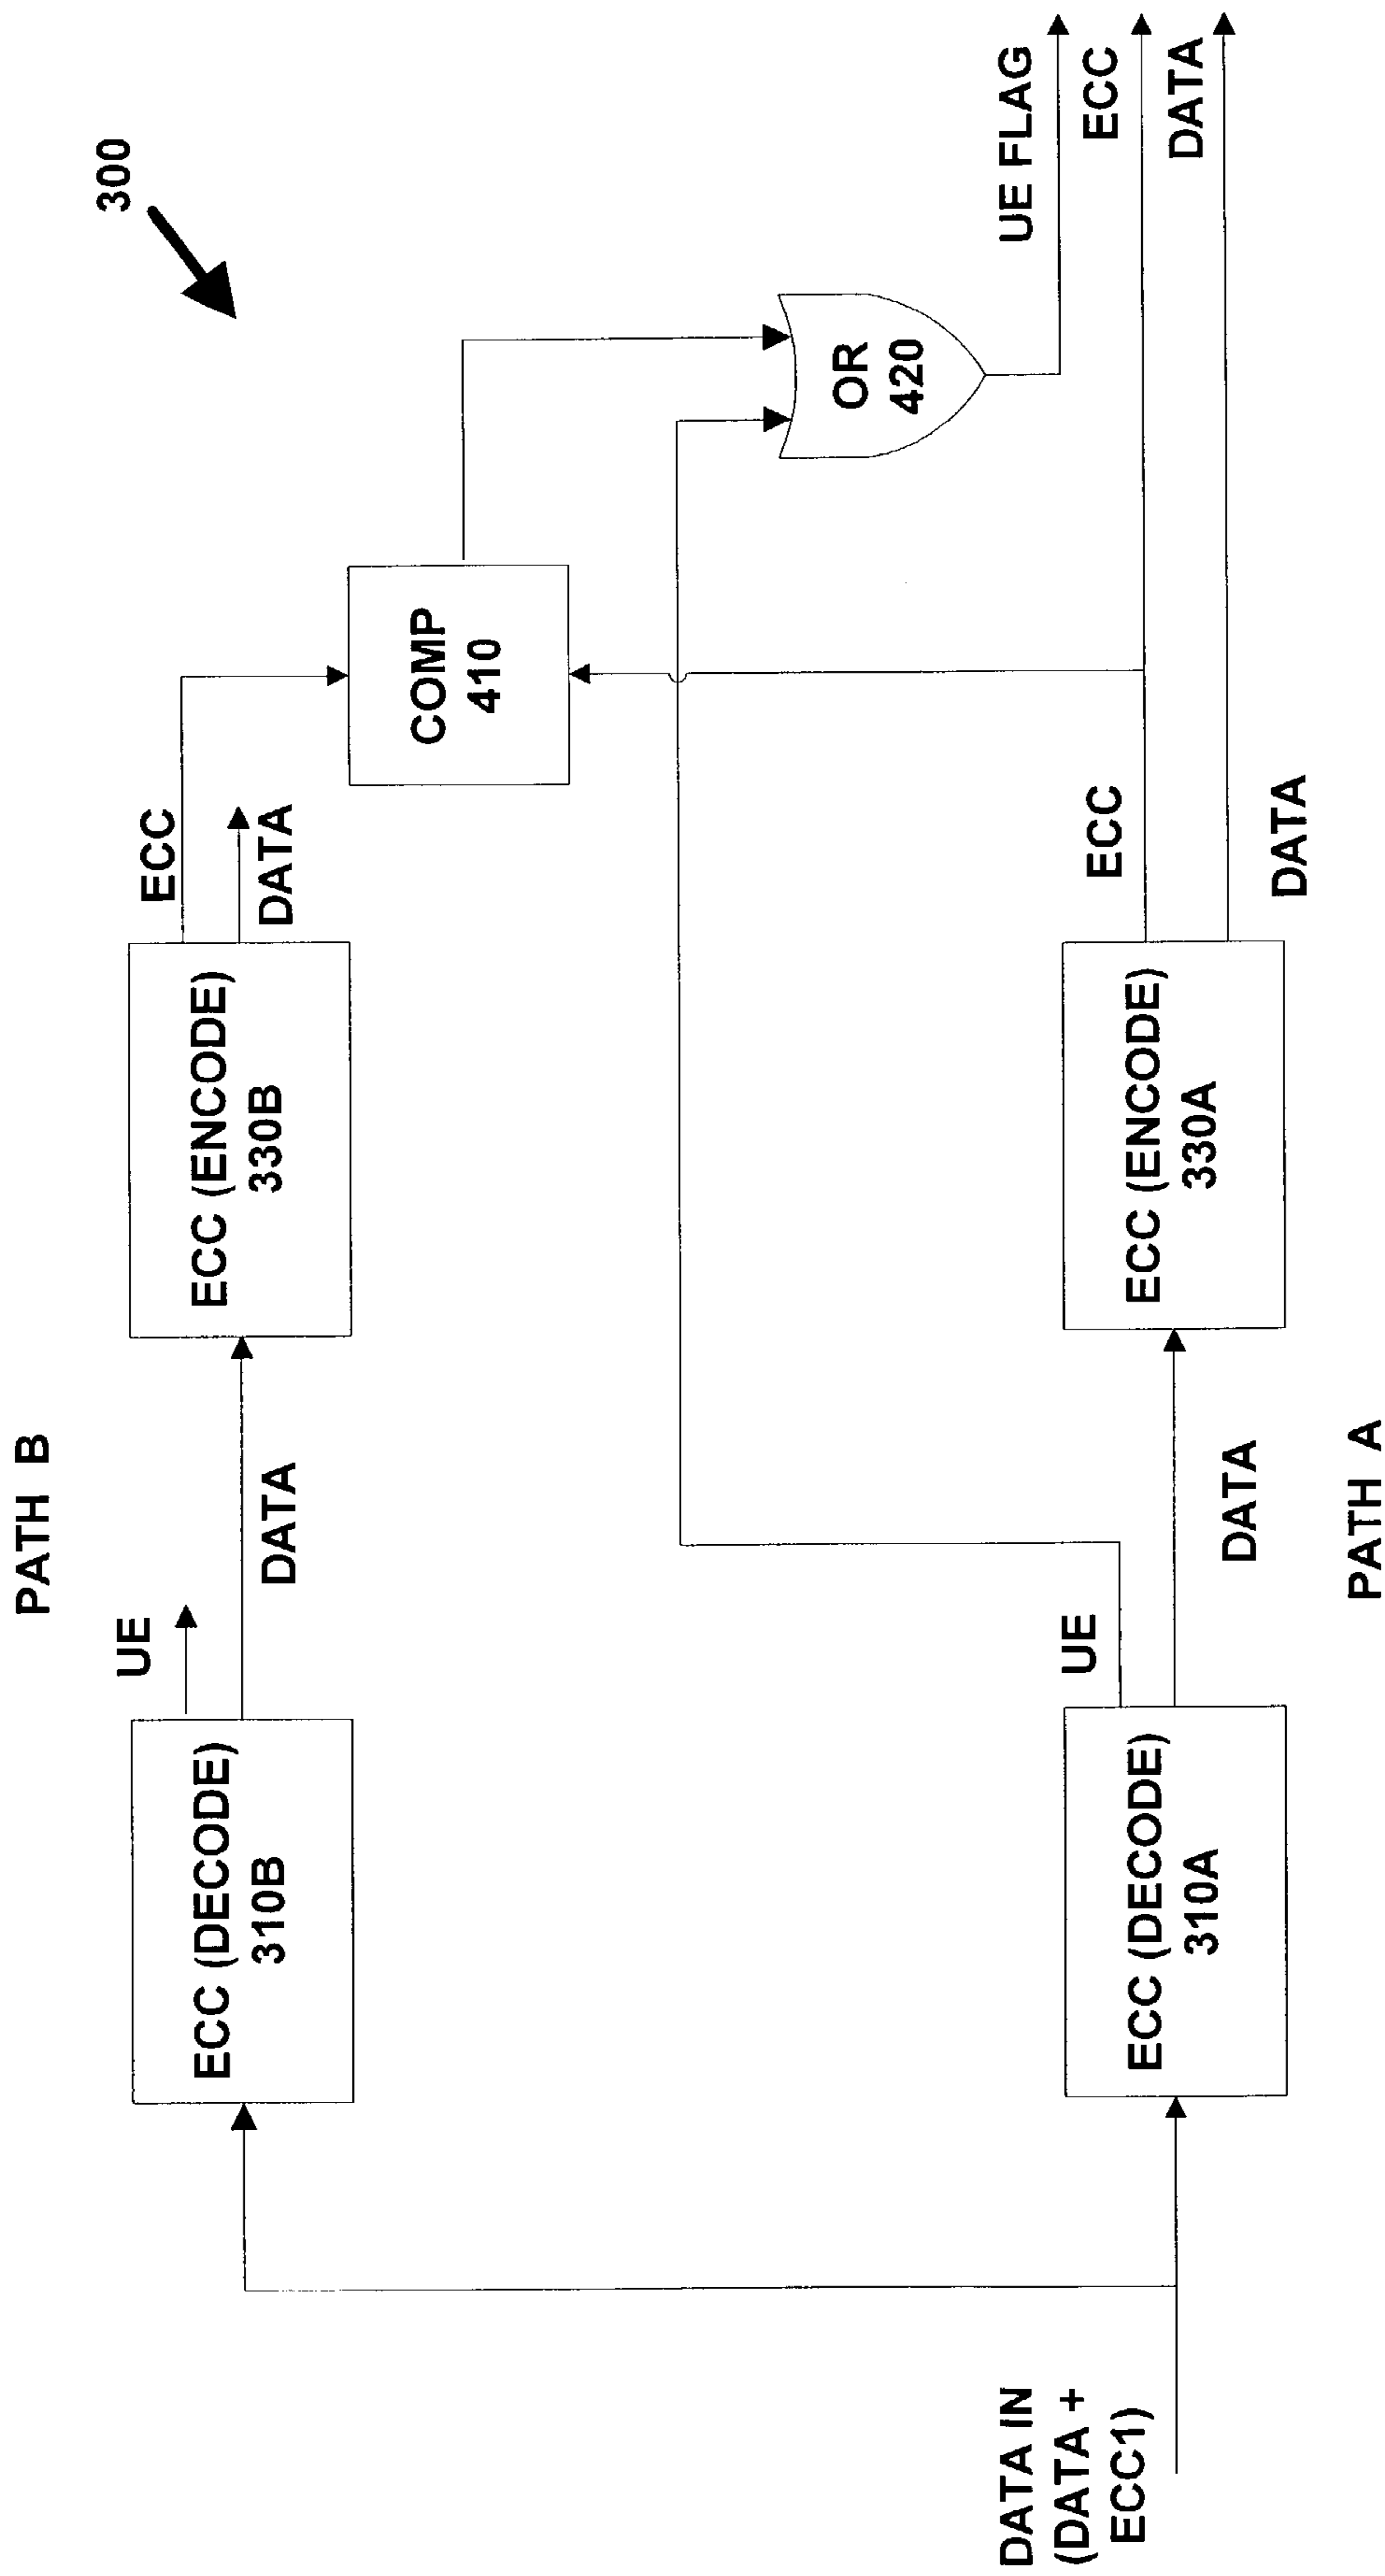 300
PATH B
UE
ECC (DECODE)
310B
DATA
ECC (ENCODE)
330B
ECC
DATA
COMP
410
OR
420
UE FLAG
ECC
DATA
DATA IN
(DATA +
ECC1)
ECC (DECODE)
310A
UE
DATA
ECC (ENCODE)
330A
ECC
DATA
PATH A